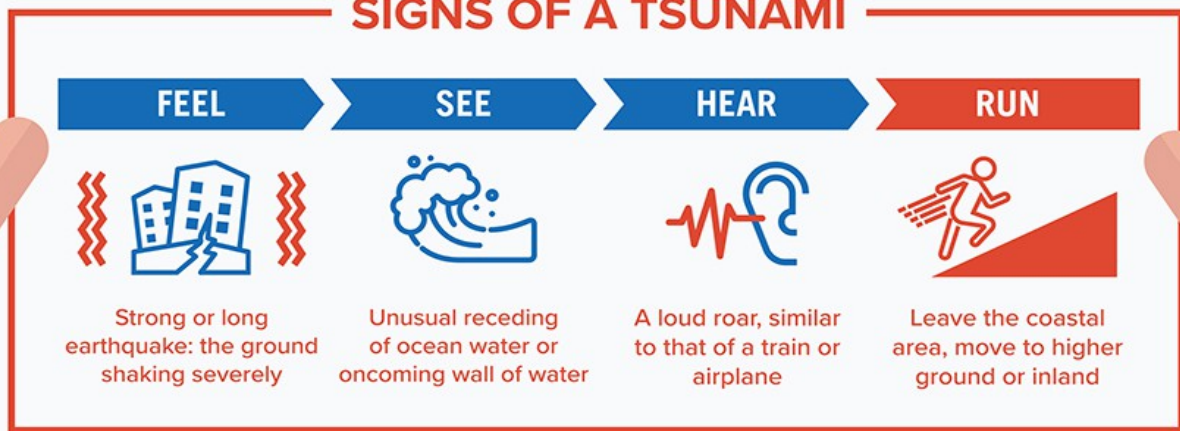 SIGNS OF A TSUNAMI
FEEL
SEE
HEAR
RUN
Strong or long
earthquake: the ground
shaking severely
Unusual receding
of ocean water or
oncoming wall of water
A loud roar, similar
to that of a train or
airplane
Leave the coastal
area, move to higher
ground or inland